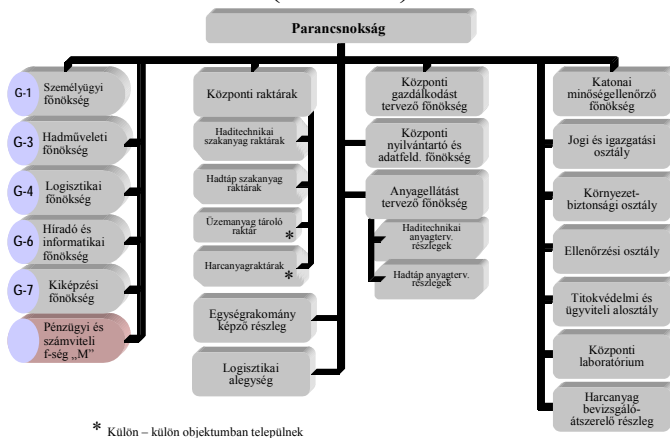 Parancsnokság
G-1
Személyügyi
főnökség
G-3
Hadműveleti
főnökség
G-4
Logisztikai
főnökség
G-6
Híradó és
informatikai
főnökség
G-7
Kiképzési
főnökség
Pénzügyi és
számviteli
f-ség „M”
Központi raktárak
Haditechnikai
szakanyag raktárak
Hadtáp szakanyag
raktárak
Üzemanyag tároló
raktár *
Harcanyagraktárak *
Egységrakomány
képző részleg
Logisztikai
alegység
Központi
gazdálkodást
tervező főnökség
Központi
nyilvántartó és
adatfeld. főnökség
Anyagellátást
tervező főnökség
Haditechnikai
anyagterv.
részlegek
Hadtáp anyagterv.
részlegek
Katonai
minőségellenőrző
főnökség
Jogi és igazgatási
osztály
Környezet-
biztonsági osztály
Ellenőrzési osztály
Titokvédelmi és
ügyviteli alosztály
Központi
laboratórium
Harcanyag
bevizsgáló-
átszerelő részleg
* Külön – külön objektumban települnek